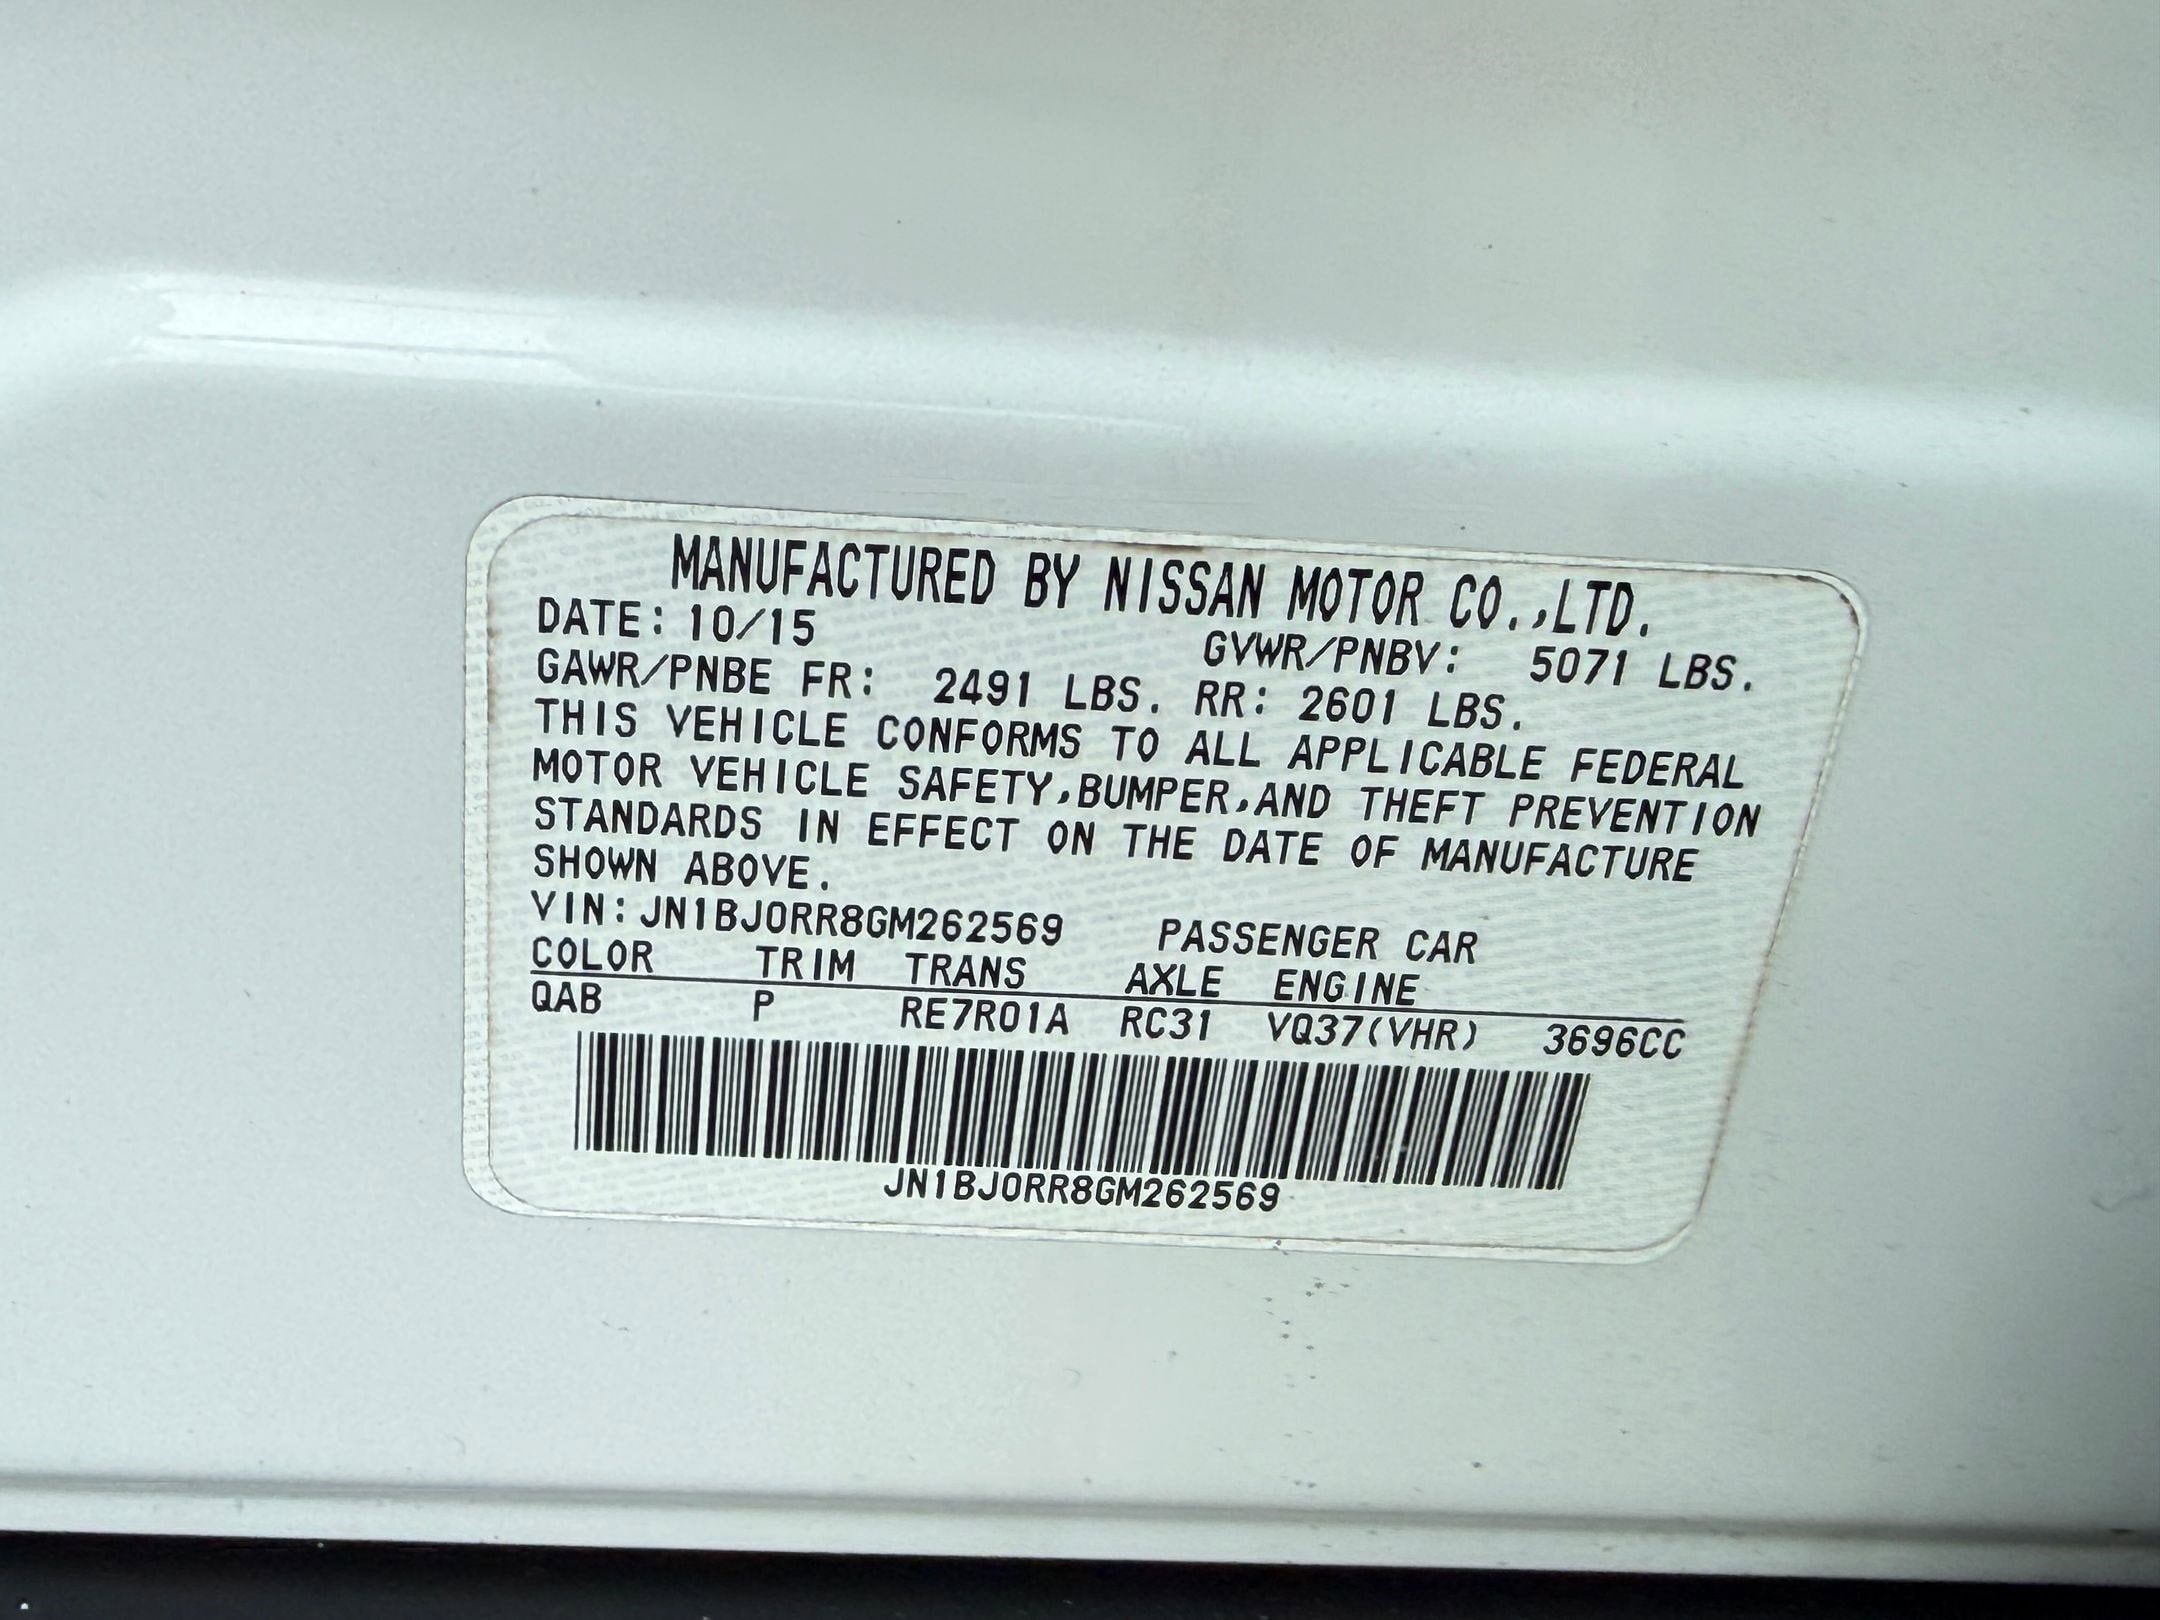 MANUFACTURED BY NISSAN MOTOR CO.,LTD.
DATE: 10/15 GVWR/PNBV: 5071 LBS.
GAWR/PNBE FR: 2491 LBS. RR: 2601 LBS.
THIS VEHICLE CONFORMS TO ALL APPLICABLE FEDERAL
MOTOR VEHICLE SAFETY,BUMPER,AND THEFT PREVENTION
STANDARDS IN EFFECT ON THE DATE OF MANUFACTURE
SHOWN ABOVE.
VIN:JN1BJ0RR8GM262569 PASSENGER CAR
COLOR TRIM TRANS AXLE ENGINE
QAB P RE7R01A RC31 VQ37(VHR) 3696CC
JN1BJ0RR8GM262569